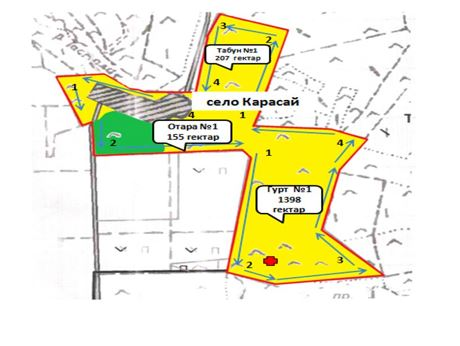 3
2
Табун №1
207 гектар
4
1
село Карасай
4
1
Отара №1
155 гектар
2
1
4
Гурт №1
1398
гектар
2
3